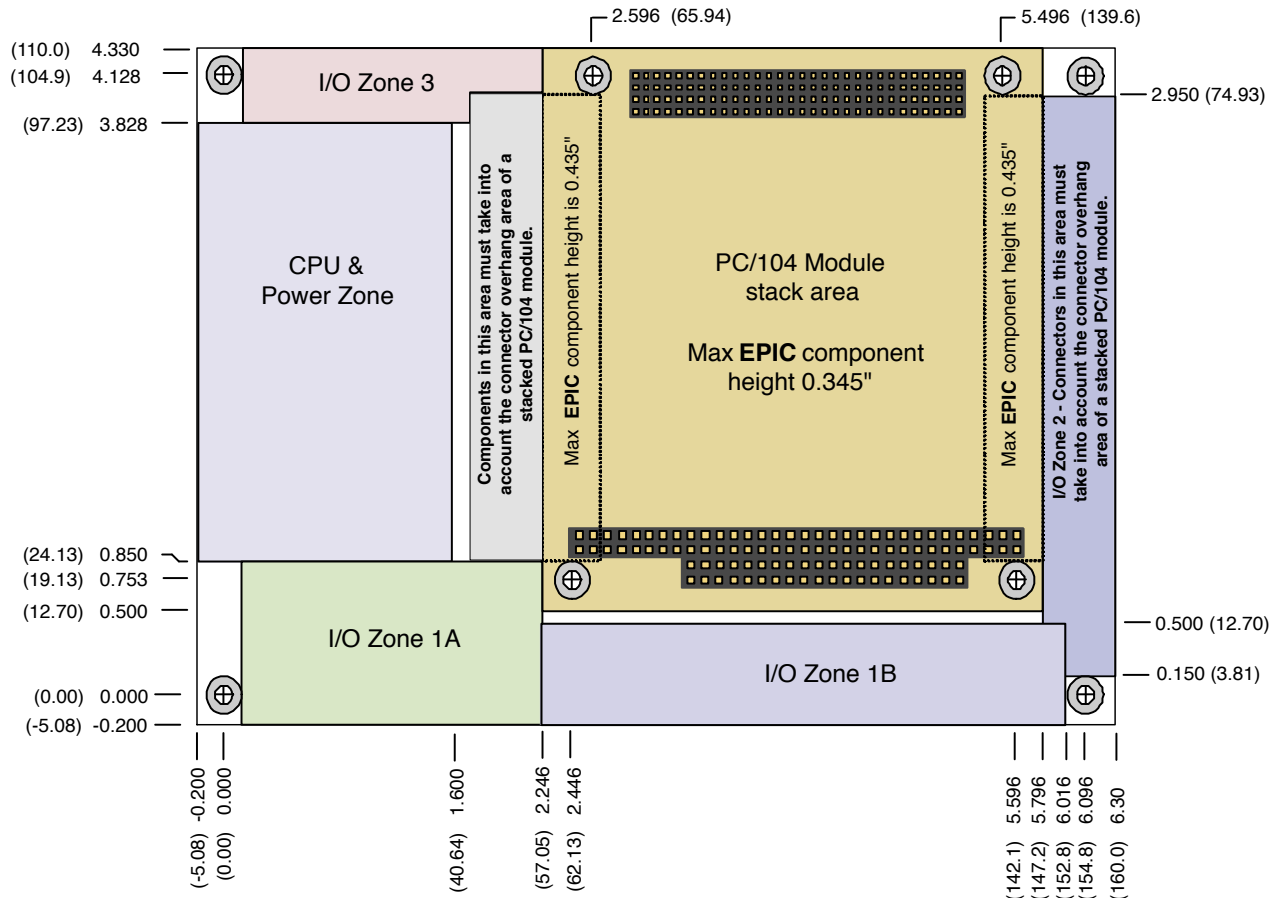 2.596 (65.94)
5.496 (139.6)
(110.0) 4.330
(104.9) 4.128
(97.23) 3.828
(24.13) 0.850
(19.13) 0.753
(12.70) 0.500
(0.00) 0.000
(-5.08) -0.200
I/O Zone 3
CPU &
Power Zone
Components in this area must take into
account the connector overhang area of a
stacked PC/104 module.
Max EPIC component height is 0.435"
PC/104 Module
stack area
Max EPIC component
height 0.345"
Max EPIC component height is 0.435"
I/O Zone 2 - Connectors in this area must
take into account the connector overhang
area of a stacked PC/104 module.
2.950 (74.93)
0.500 (12.70)
0.150 (3.81)
I/O Zone 1A
I/O Zone 1B
(-5.08) -0.200
(0.00) 0.000
(40.64) 1.600
(57.05) 2.246
(62.13) 2.446
(142.1) 5.596
(147.2) 5.796
(152.8) 6.016
(154.8) 6.096
(160.0) 6.30